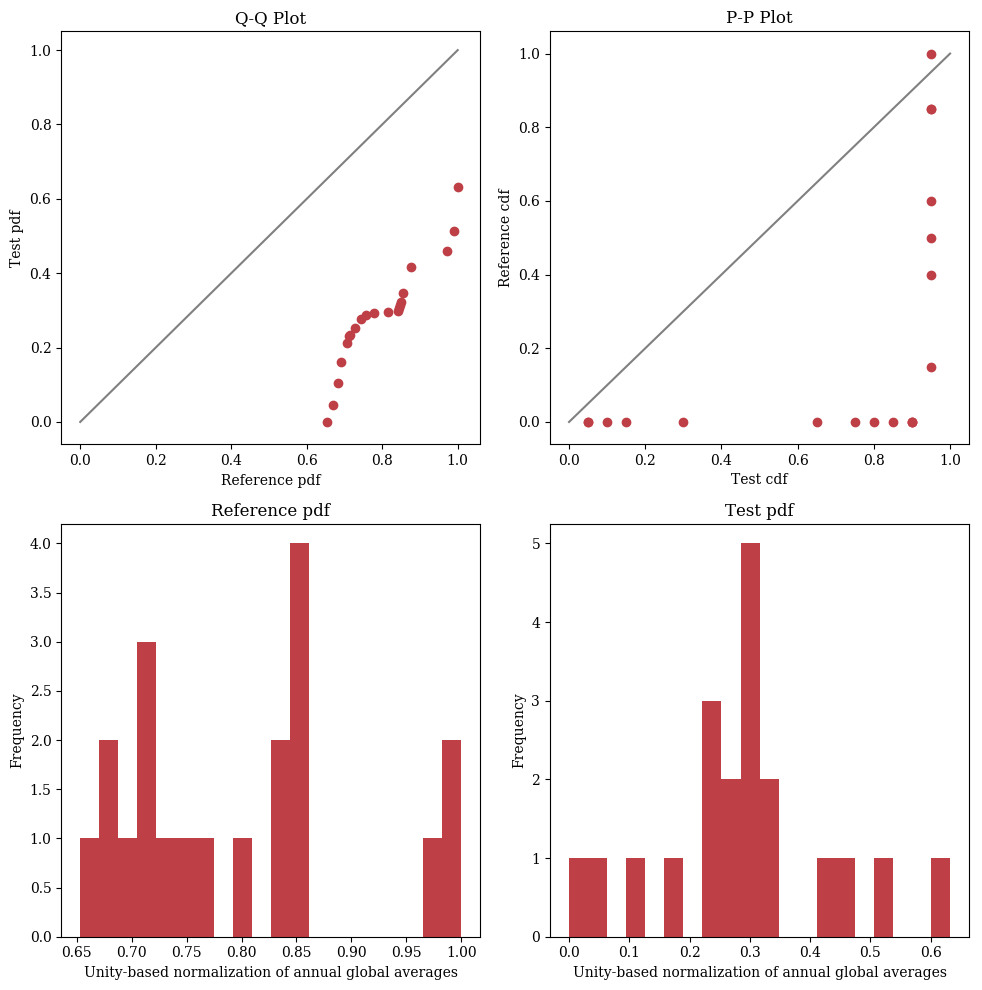 Q-Q Plot
1.0
0.8
0.6
0.4
0.2
0.0
Test pdf
0.0 0.2 0.4 0.6 0.8 1.0
Reference pdf
P-P Plot
1.0
0.8
0.6
0.4
0.2
0.0
Reference cdf
0.0 0.2 0.4 0.6 0.8 1.0
Test cdf
Reference pdf
4.0
3.5
3.0
2.5
2.0
1.5
1.0
0.5
0.0
Frequency
0.65 0.70 0.75 0.80 0.85 0.90 0.95 1.00
Unity-based normalization of annual global averages
Test pdf
5
4
3
2
1
0
Frequency
0.0 0.1 0.2 0.3 0.4 0.5 0.6
Unity-based normalization of annual global averages